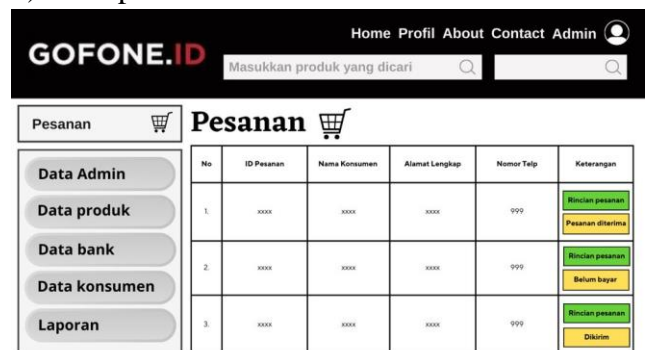 Home Profil About Contact Admin
GOFONE.ID
Masukkan produk yang dicari
Pesanan
Pesanan
Data Admin
Data produk
Data bank
Data konsumen
Laporan
No ID Pesanan Nama Konsumen Alamat Lengkap Nomor Telp Keterangan
1. xxxx xxxx xxxx 999 Rincian pesanan
Pesanan diterima
2. xxxx xxxx xxxx 999 Rincian pesanan
Belum bayar
3. xxxx xxxx xxxx 999 Rincian pesanan
Dikirim